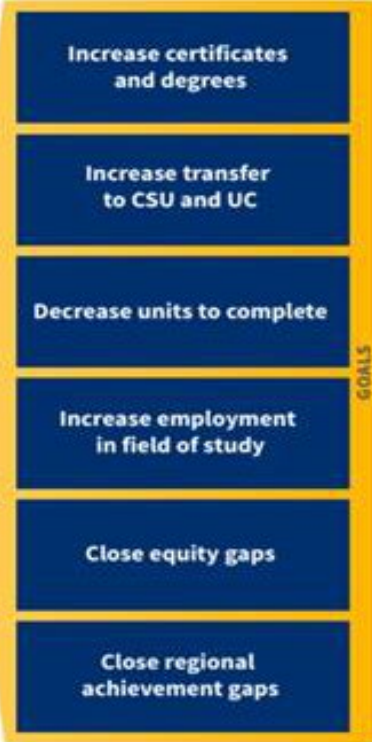 Increase certificates
and degrees
Increase transfer
to CSU and UC
Decrease units to complete
Increase employment
in field of study
Close equity gaps
Close regional
achievement gaps
GOALS